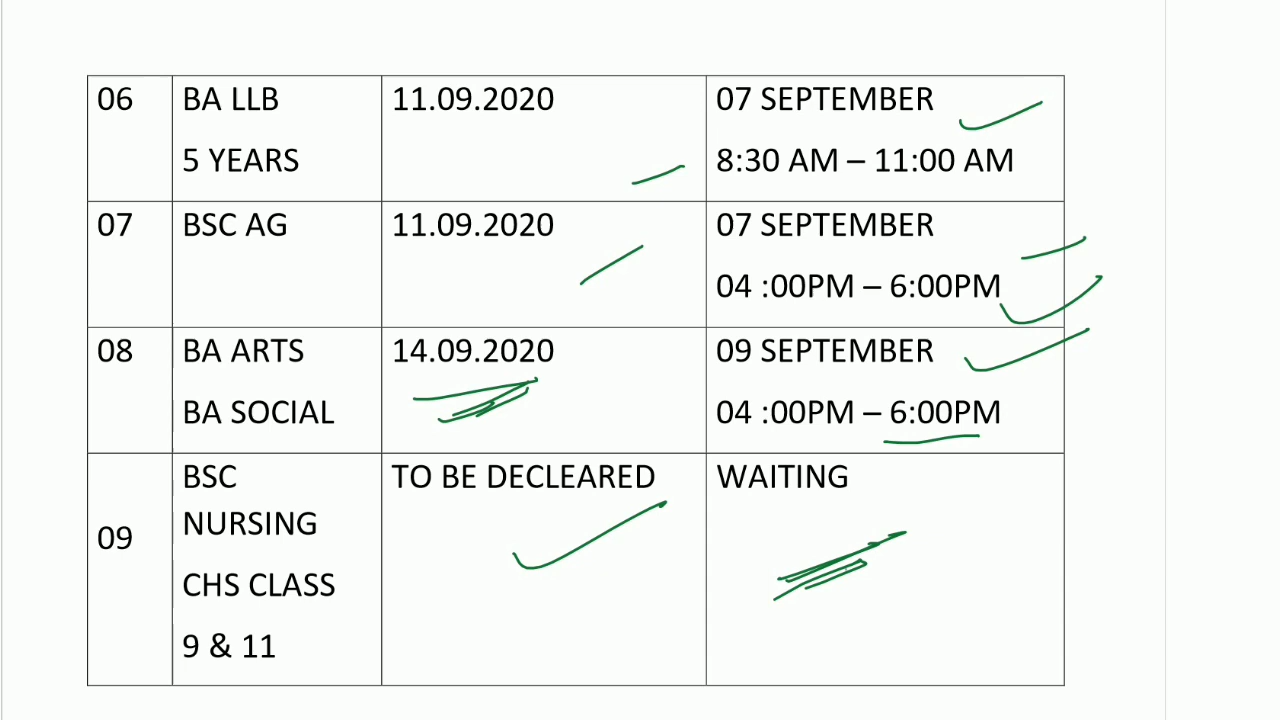 06 BA LLB 11.09.2020 07 SEPTEMBER
5 YEARS 8:30 AM – 11:00 AM
07 BSC AG 11.09.2020 07 SEPTEMBER
04 :00PM – 6:00PM
08 BA ARTS 14.09.2020 09 SEPTEMBER
BA SOCIAL 04 :00PM – 6:00PM
BSC TO BE DECLEARED WAITING
NURSING
09
CHS CLASS
9 & 11